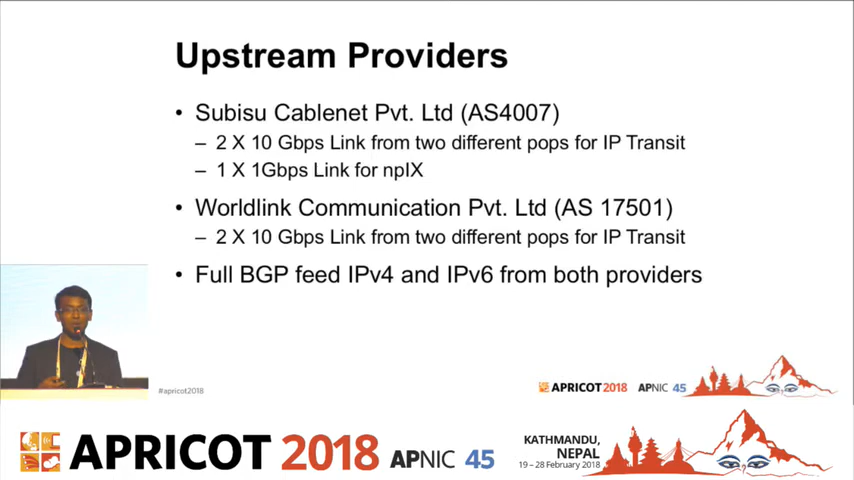 Upstream Providers
• Subisu Cablenet Pvt. Ltd (AS4007)
– 2 X 10 Gbps Link from two different pops for IP Transit
– 1 X 1Gbps Link for npIX
• Worldlink Communication Pvt. Ltd (AS 17501)
– 2 X 10 Gbps Link from two different pops for IP Transit
• Full BGP feed IPv4 and IPv6 from both providers
#apricot2018
APRICOT 2018 APNIC 45
APRICOT 2018 APNIC 45
KATHMANDU,
NEPAL
19 – 28 February 2018